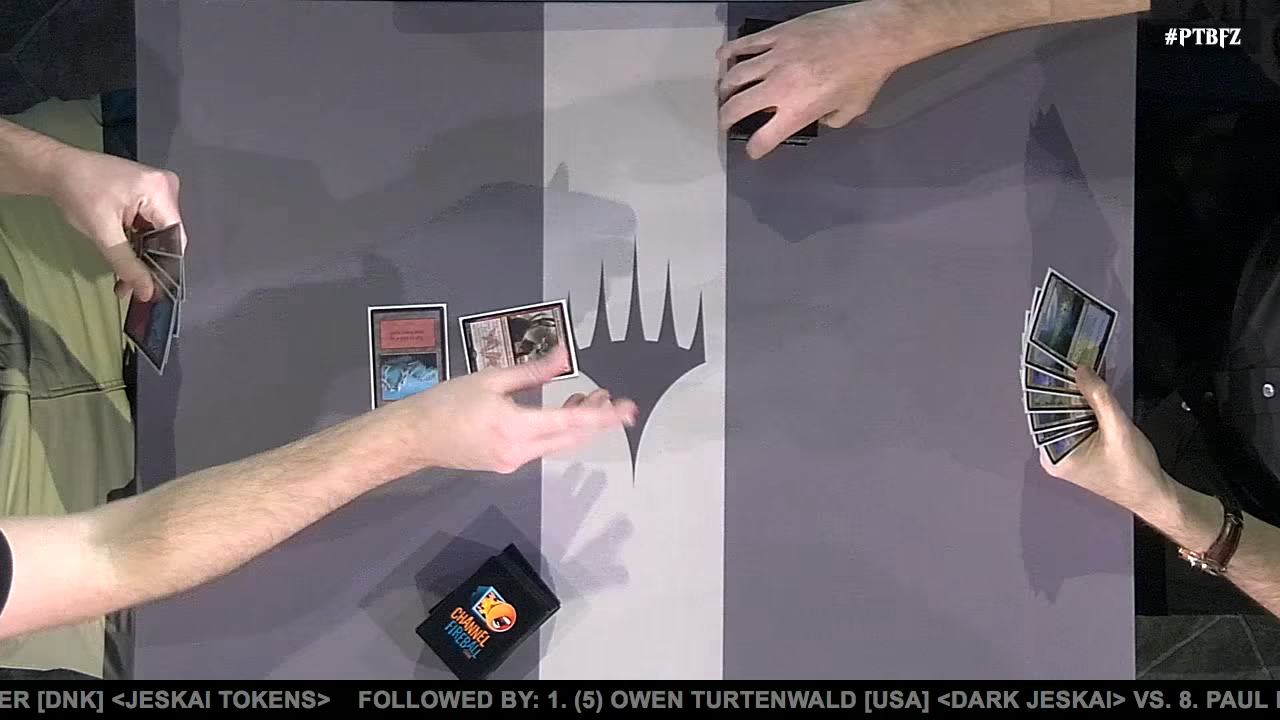 #PTBFZ
CHANNEL
FIREBALL
ER [DNK] <JESKAI TOKENS> FOLLOWED BY: 1. (5) OWEN TURTENWALD [USA] <DARK JESKAI> VS. 8. PAUL